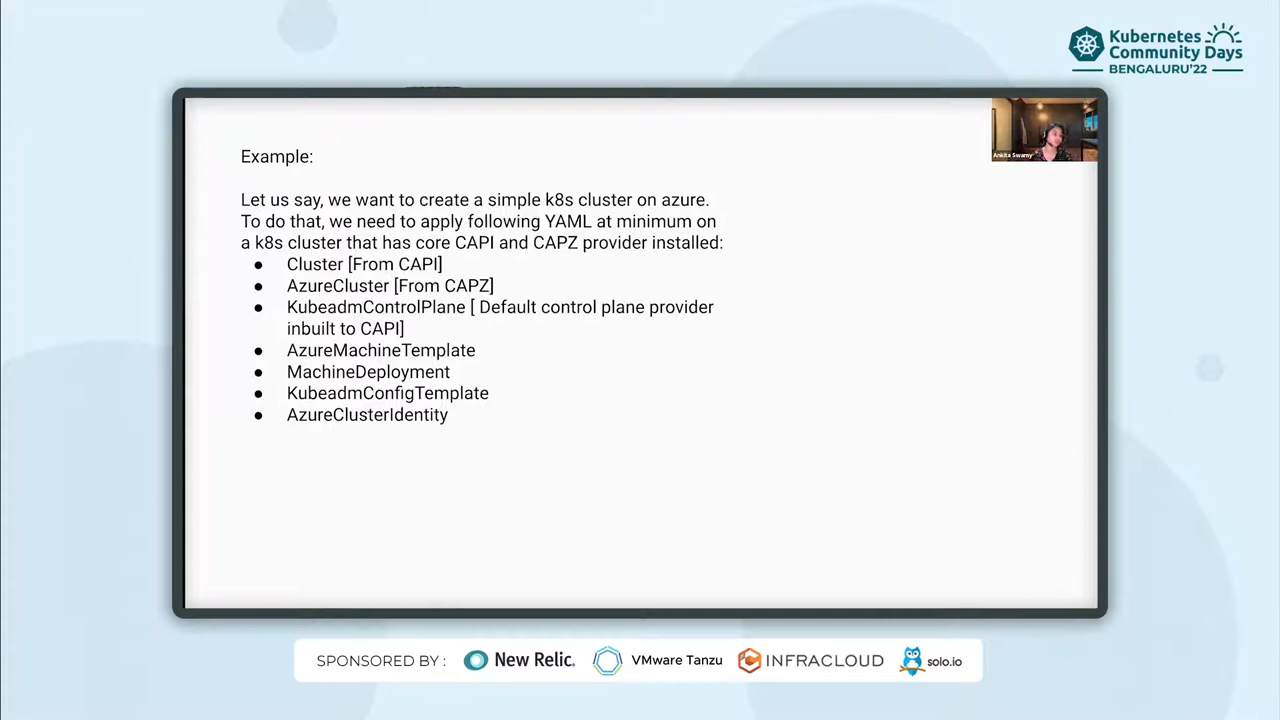 Kubernetes
Community Days
BENGALURU'22
Ankita Swamy
Example:
Let us say, we want to create a simple k8s cluster on azure.
To do that, we need to apply following YAML at minimum on
a k8s cluster that has core CAPI and CAPZ provider installed:
● Cluster [From CAPI]
● AzureCluster [From CAPZ]
● KubeadmControlPlane [ Default control plane provider
inbuilt to CAPI]
● AzureMachineTemplate
● MachineDeployment
● KubeadmConfigTemplate
● AzureClusterIdentity
SPONSORED BY : New Relic. VMware Tanzu INFRACLOUD solo.io